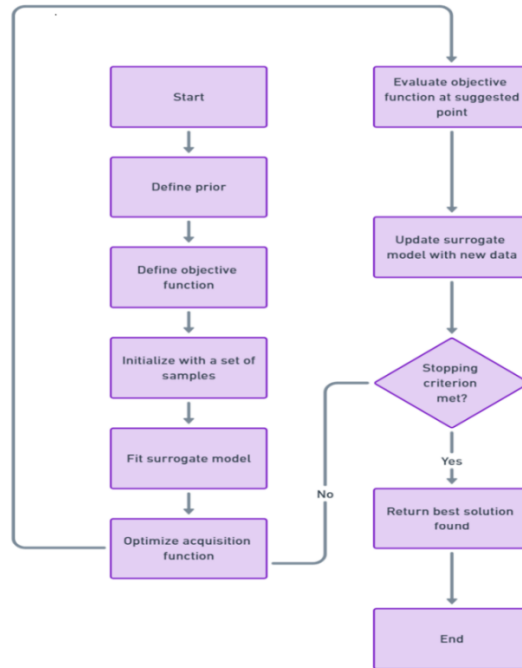 Start
Define prior
Define objective
function
Initialize with a set of
samples
Fit surrogate model
Optimize acquisition
function
No
Evaluate objective
function at suggested
point
Update surrogate
model with new data
Stopping
criterion
met?
Yes
Return best solution
found
End